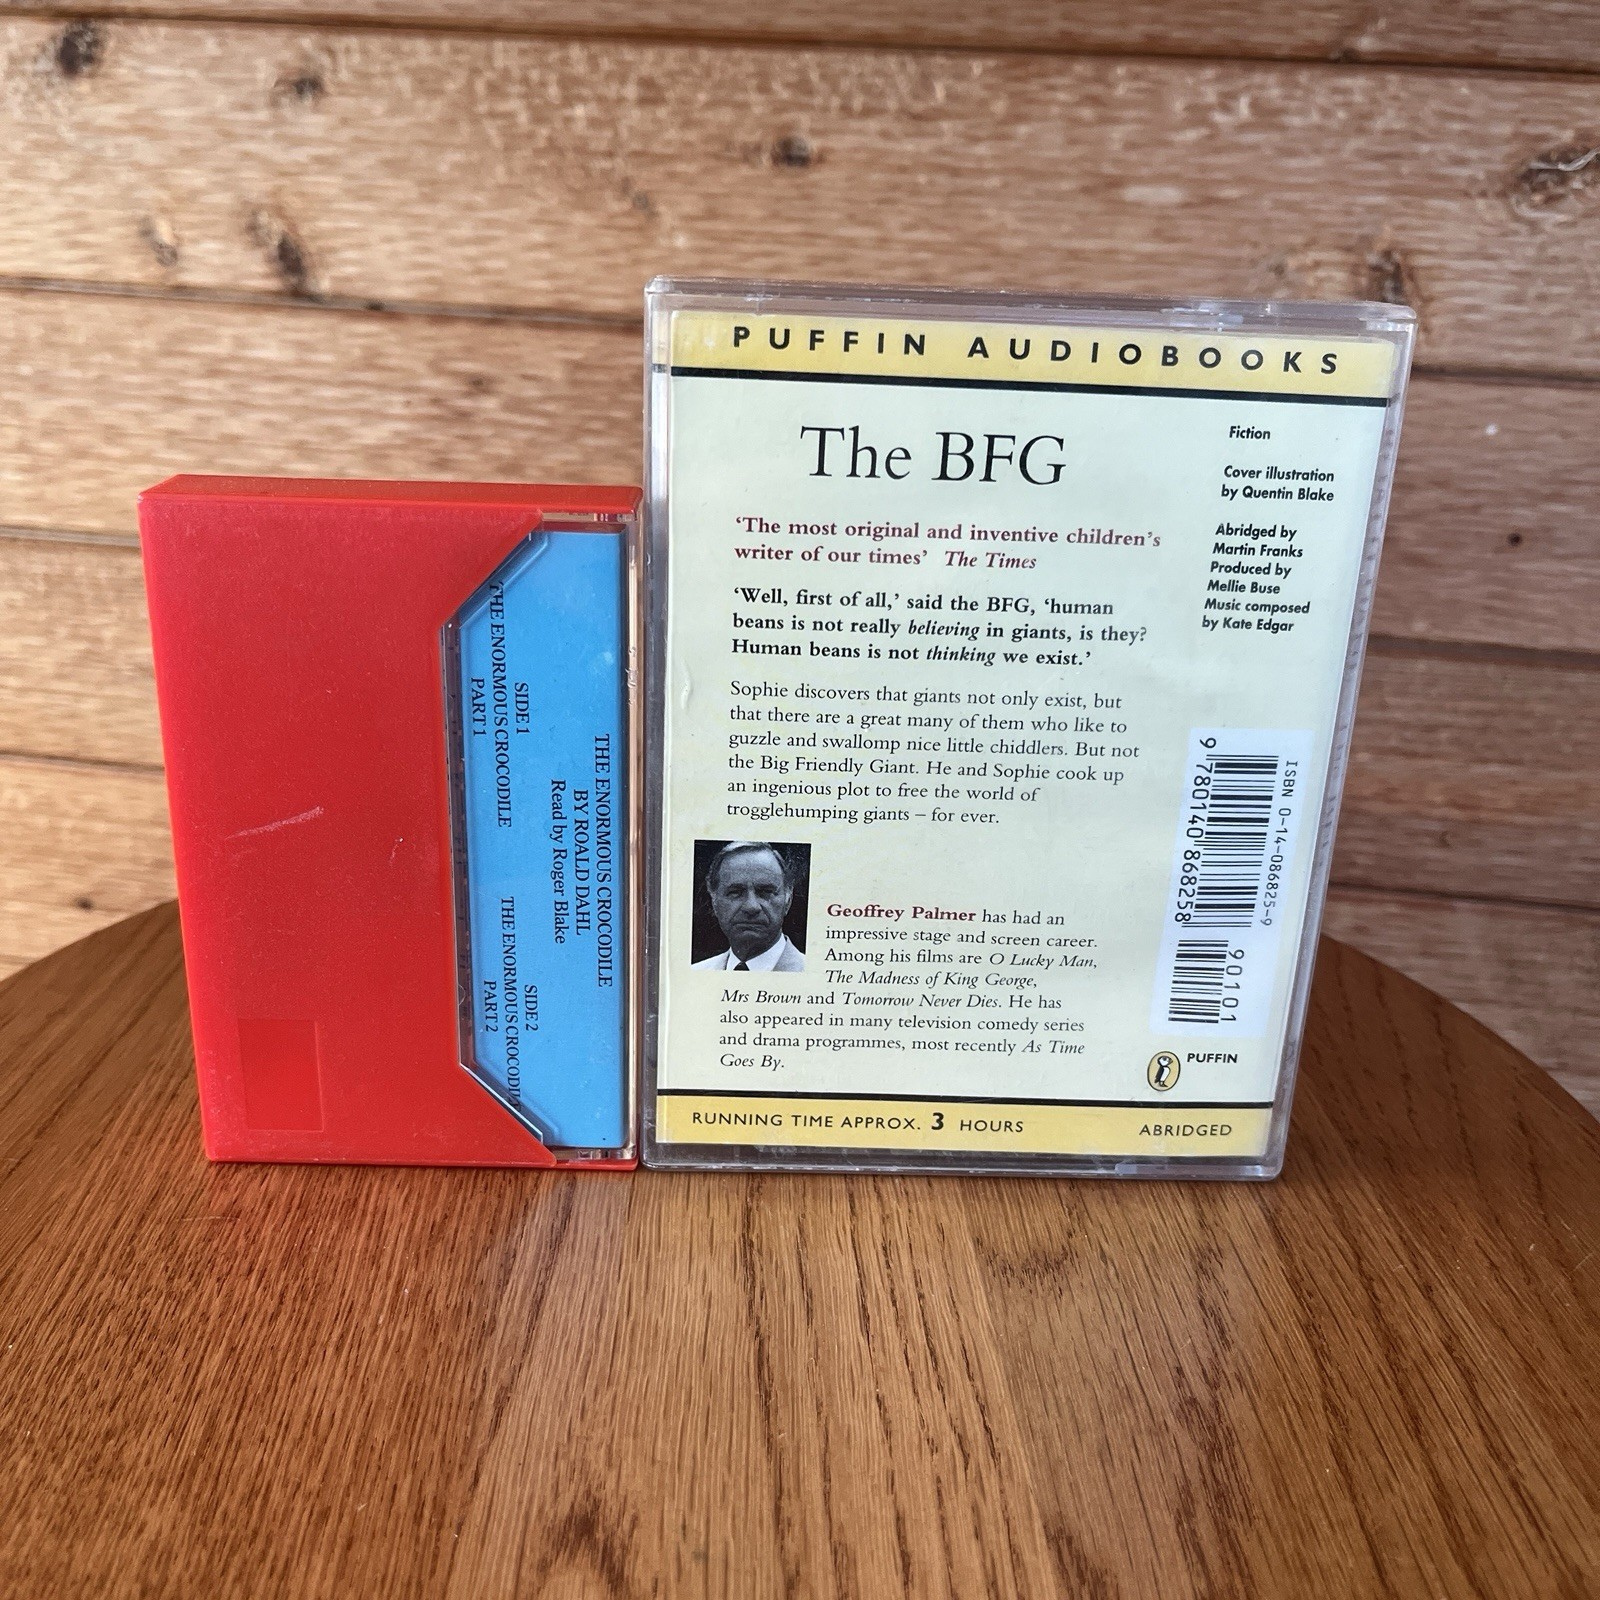 THE ENORMOUS CROCODILE
BY ROALD DAHL
Read by Roger Blake
SIDE 1
THE ENORMOUS CROCODILE
PART 1
SIDE 2
THE ENORMOUS CROCODILE
PART 2
PUFFIN AUDIOBOOKS
The BFG
‘The most original and inventive children’s
writer of our times’ The Times
‘Well, first of all,’ said the BFG, ‘human
beans is not really believing in giants, is they?
Human beans is not thinking we exist.’
Sophie discovers that giants not only exist, but
that there are a great many of them who like to
guzzle and swallomp nice little chiddlers. But not
the Big Friendly Giant. He and Sophie cook up
an ingenious plot to free the world of
trogglehumping giants – for ever.
Geoffrey Palmer has had an
impressive stage and screen career.
Among his films are O Lucky Man,
The Madness of King George,
Mrs Brown and Tomorrow Never Dies. He has
also appeared in many television comedy series
and drama programmes, most recently As Time
Goes By.
Fiction
Cover illustration
by Quentin Blake
Abridged by
Martin Franks
Produced by
Mellie Buse
Music composed
by Kate Edgar
ISBN 0-14-086825-9
9 780140 868258
90101
PUFFIN
RUNNING TIME APPROX. 3 HOURS
ABRIDGED